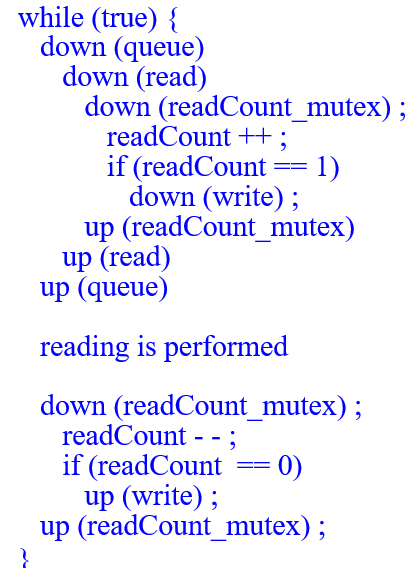 while (true) {
down (queue)
down (read)
down (readCount_mutex) ;
readCount ++ ;
if (readCount == 1)
down (write) ;
up (readCount_mutex)
up (read)
up (queue)
reading is performed
down (readCount_mutex) ;
readCount - - ;
if (readCount == 0)
up (write) ;
up (readCount_mutex) ;
}